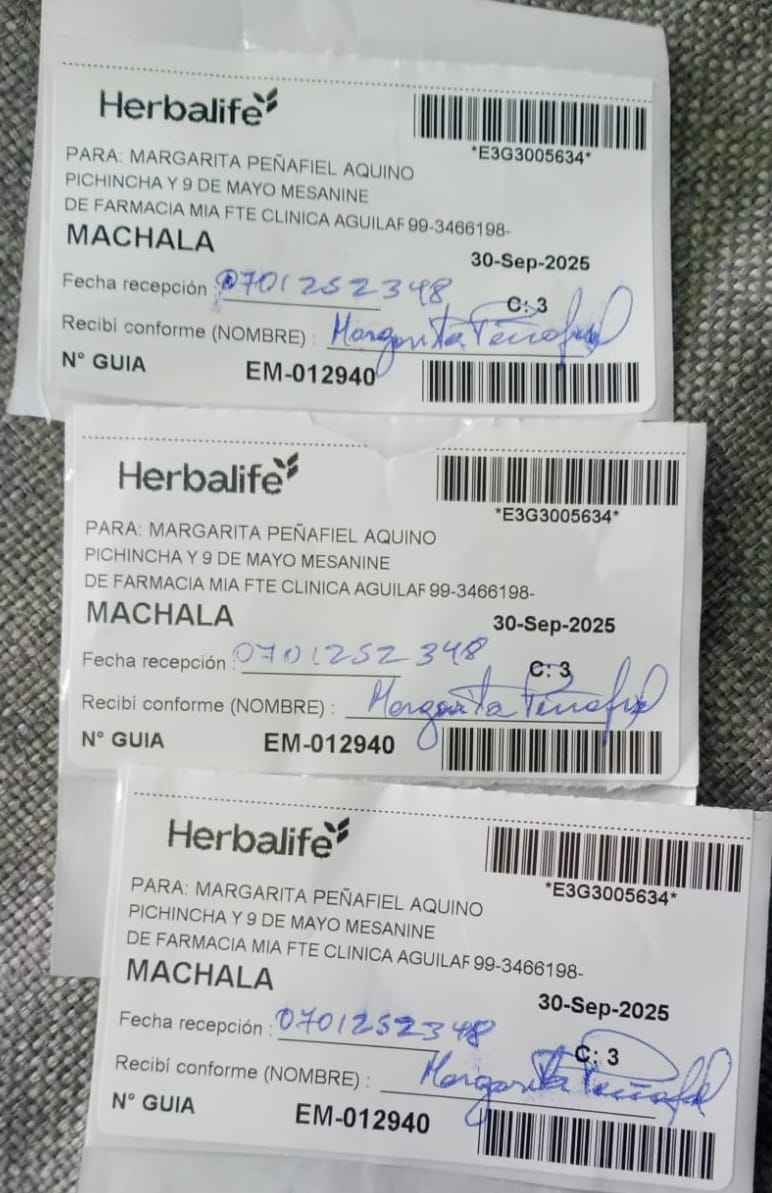 Herbalife
*E3G3005634*
PARA: MARGARITA PEÑAFIEL AQUINO
PICHINCHA Y 9 DE MAYO MESANINE
DE FARMACIA MIA FTE CLINICA AGUILAR 99-3466198-
MACHALA
30-Sep-2025
Fecha recepción : 0701252348
C: 3
Recibí conforme (NOMBRE) : Margarita Peñafiel
N° GUIA EM-012940
Herbalife
*E3G3005634*
PARA: MARGARITA PEÑAFIEL AQUINO
PICHINCHA Y 9 DE MAYO MESANINE
DE FARMACIA MIA FTE CLINICA AGUILAR 99-3466198-
MACHALA
30-Sep-2025
Fecha recepción : 0701252348
C: 3
Recibí conforme (NOMBRE) : Margarita Peñafiel
N° GUIA EM-012940
Herbalife
*E3G3005634*
PARA: MARGARITA PEÑAFIEL AQUINO
PICHINCHA Y 9 DE MAYO MESANINE
DE FARMACIA MIA FTE CLINICA AGUILAR 99-3466198-
MACHALA
30-Sep-2025
Fecha recepción : 0701252348
C: 3
Recibí conforme (NOMBRE) : Margarita Peñafiel
N° GUIA EM-012940